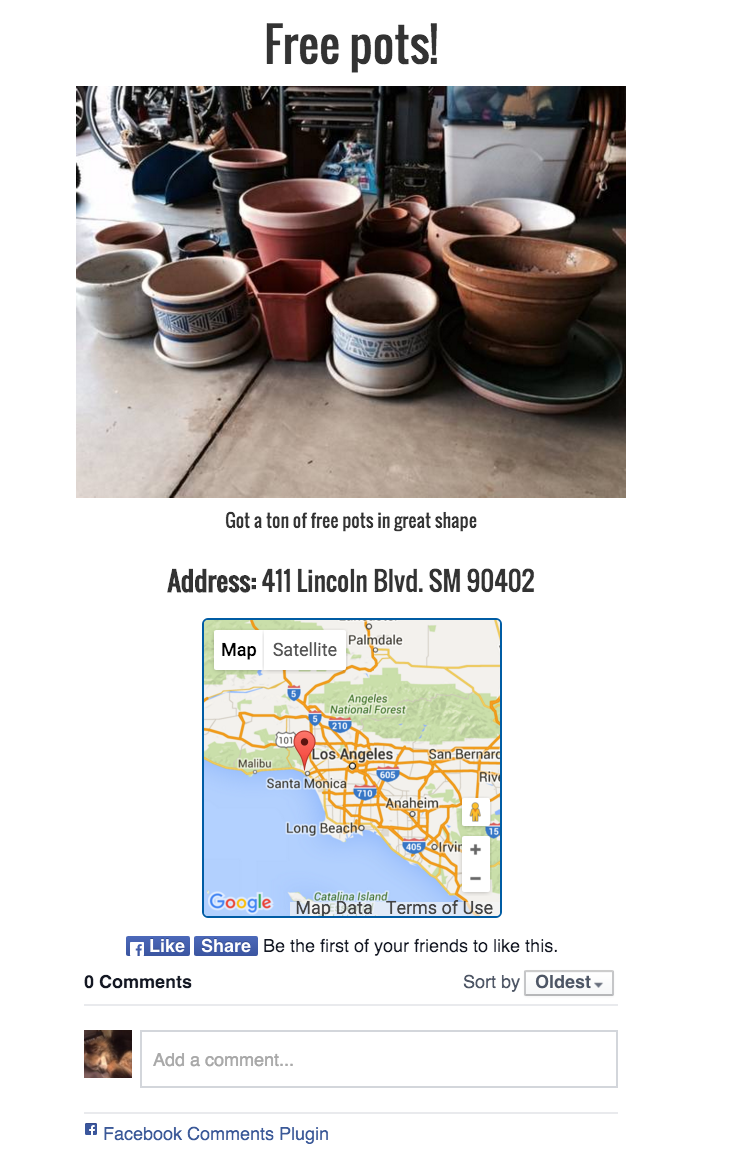 Free pots!
Got a ton of free pots in great shape
Address: 411 Lincoln Blvd. SM 90402
Map Satellite
Palmdale
5
Angeles
National Forest
5
210
101
Los Angeles
San Bernard
Malibu
605
Rive
Santa Monica
710
Anaheim
Long Beach
15
405
Irvin
+
−
Catalina Island
Google Map Data Terms of Use
Like Share Be the first of your friends to like this.
0 Comments Sort by Oldest
Add a comment...
Facebook Comments Plugin